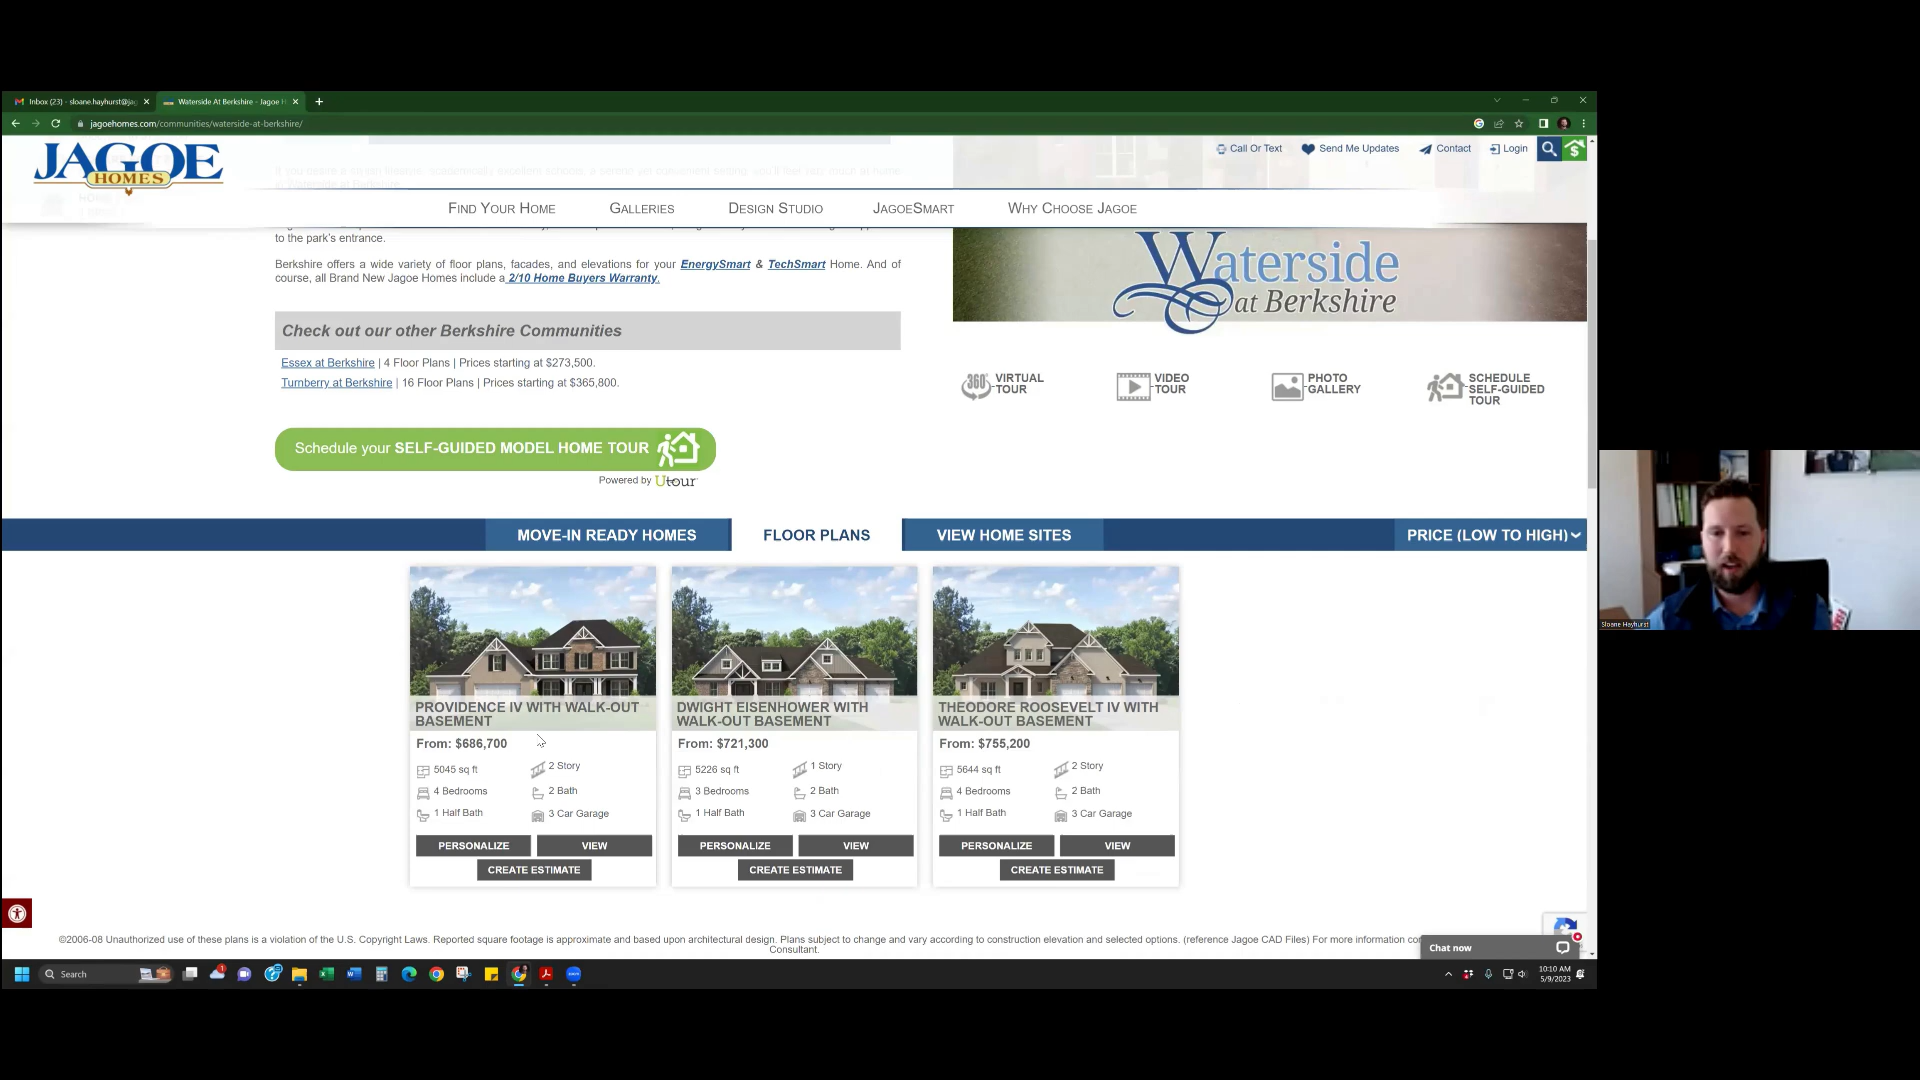 Inbox (23) - sloane.hayhurst@jag
Waterside At Berkshire - Jagoe H
jagoehomes.com/communities/waterside-at-berkshire/
JAGOE
HOMES
Call Or Text
Send Me Updates
Contact
Login
FIND YOUR HOME
GALLERIES
DESIGN STUDIO
JAGOESMART
WHY CHOOSE JAGOE
to the park's entrance.
Berkshire offers a wide variety of floor plans, facades, and elevations for your EnergySmart & TechSmart Home. And of
course, all Brand New Jagoe Homes include a 2/10 Home Buyers Warranty.
Waterside
at Berkshire
Check out our other Berkshire Communities
Essex at Berkshire | 4 Floor Plans | Prices starting at $273,500.
Turnberry at Berkshire | 16 Floor Plans | Prices starting at $365,800.
360°
VIRTUAL
TOUR
VIDEO
TOUR
PHOTO
GALLERY
SCHEDULE
SELF-GUIDED
TOUR
Schedule your SELF-GUIDED MODEL HOME TOUR
Powered by Utour
MOVE-IN READY HOMES
FLOOR PLANS
VIEW HOME SITES
PRICE (LOW TO HIGH)
PROVIDENCE IV WITH WALK-OUT
BASEMENT
From: $686,700
5045 sq ft
2 Story
4 Bedrooms
2 Bath
1 Half Bath
3 Car Garage
PERSONALIZE
VIEW
CREATE ESTIMATE
DWIGHT EISENHOWER WITH
WALK-OUT BASEMENT
From: $721,300
5226 sq ft
1 Story
3 Bedrooms
2 Bath
1 Half Bath
3 Car Garage
PERSONALIZE
VIEW
CREATE ESTIMATE
THEODORE ROOSEVELT IV WITH
WALK-OUT BASEMENT
From: $755,200
5644 sq ft
2 Story
4 Bedrooms
2 Bath
1 Half Bath
3 Car Garage
PERSONALIZE
VIEW
CREATE ESTIMATE
©2006-08 Unauthorized use of these plans is a violation of the U.S. Copyright Laws. Reported square footage is approximate and based upon architectural design. Plans subject to change and vary according to construction elevation and selected options. (reference Jagoe CAD Files) For more information
Consultant.
Chat now
Search
10:10 AM
5/9/2023
Sloane Hayhurst